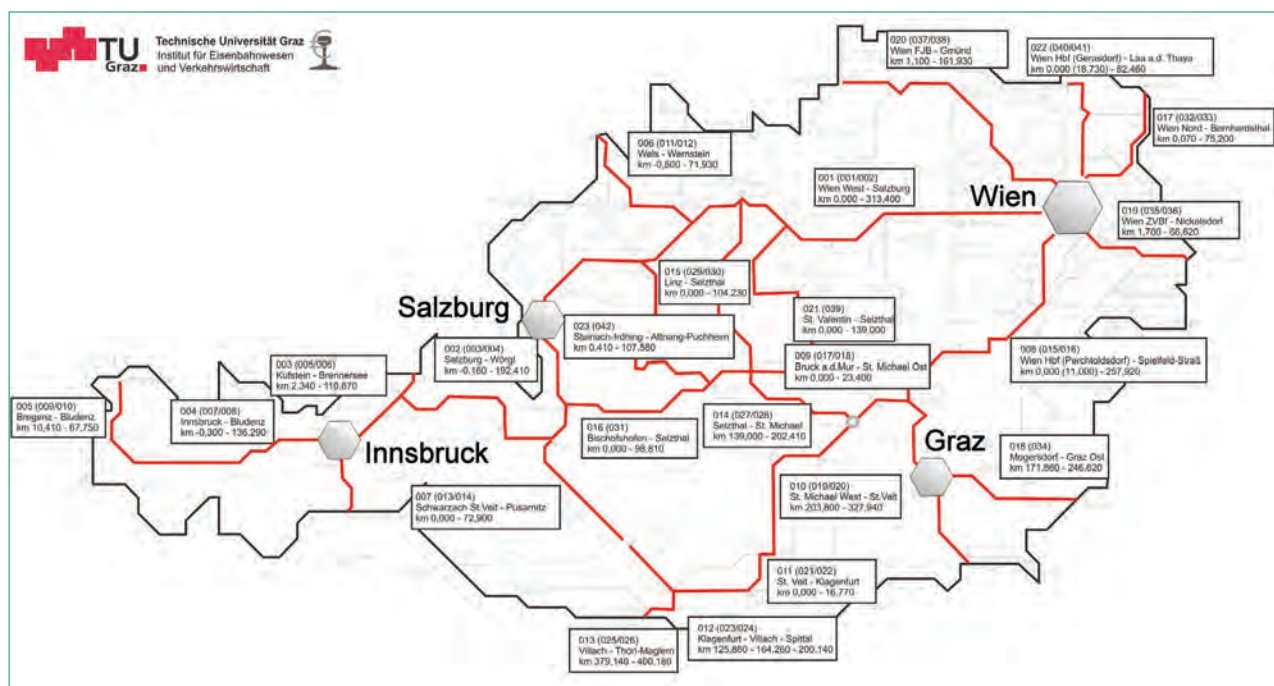 TU
Graz
Technische Universität Graz
Institut für Eisenbahnwesen
und Verkehrswirtschaft
020 (037/038)
Wien FJB - Gmünd
km 1,100 - 161,930
022 (040/041)
Wien Hbf (Gerasdorf) - Laa a.d. Thaya
km 0,000 (18,730) - 82,460
017 (032/033)
Wien Nord - Bernhardsthal
km 0,070 - 75,200
006 (011/012)
Wels - Wernstein
km -0,500 - 71,930
001 (001/002)
Wien West - Salzburg
km 0,000 - 313,400
Wien
019 (035/036)
Wien ZVBf - Nickelsdorf
km 1,700 - 66,620
015 (029/030)
Linz - Selzthal
km 0,000 - 104,230
Salzburg
021 (039)
St. Valentin - Selzthal
km 0,000 - 139,000
023 (042)
Stainach-Irdning - Attnang-Puchheim
km 0,410 - 107,580
002 (003/004)
Salzburg - Wörgl
km -0,160 - 192,410
009 (017/018)
Bruck a.d.Mur - St. Michael Ost
km 0,000 - 23,400
008 (015/016)
Wien Hbf (Perchtoldsdorf) - Spielfeld-Straß
km 0,000 (11,000) - 257,920
003 (005/006)
Kufstein - Brennersee
km 2,340 - 110,870
005 (009/010)
Bregenz - Bludenz
km 10,410 - 67,750
004 (007/008)
Innsbruck - Bludenz
km -0,300 - 136,290
Innsbruck
016 (031)
Bischofshofen - Selzthal
km 0,000 - 98,810
014 (027/028)
Selzthal - St. Michael
km 139,000 - 202,410
Graz
018 (034)
Mogersdorf - Graz Ost
km 171,860 - 246,620
007 (013/014)
Schwarzach St.Veit - Pusarnitz
km 0,000 - 72,900
010 (019/020)
St. Michael West - St.Veit
km 203,800 - 327,940
011 (021/022)
St. Veit - Klagenfurt
km 0,000 - 16,770
012 (023/024)
Klagenfurt - Villach - Spittal
km 125,880 - 164,260 - 200,140
013 (025/026)
Villach - Thörl-Maglern
km 379,140 - 400,180